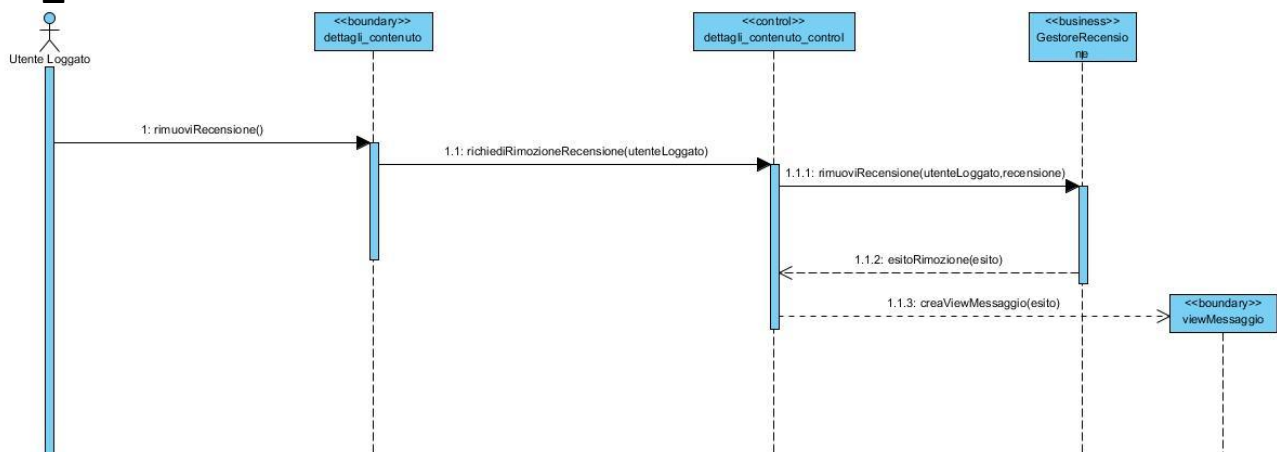 <<boundary>>
dettagli_contenuto
<<control>>
dettagli_contenuto_control
<<business>>
GestoreRecensio
ne
Utente Loggato
1: rimuoviRecensione()
1.1: richiediRimozioneRecensione(utenteLoggato)
1.1.1: rimuoviRecensione(utenteLoggato,recensione)
1.1.2: esitoRimozione(esito)
1.1.3: creaViewMessaggio(esito)
<<boundary>>
viewMessaggio